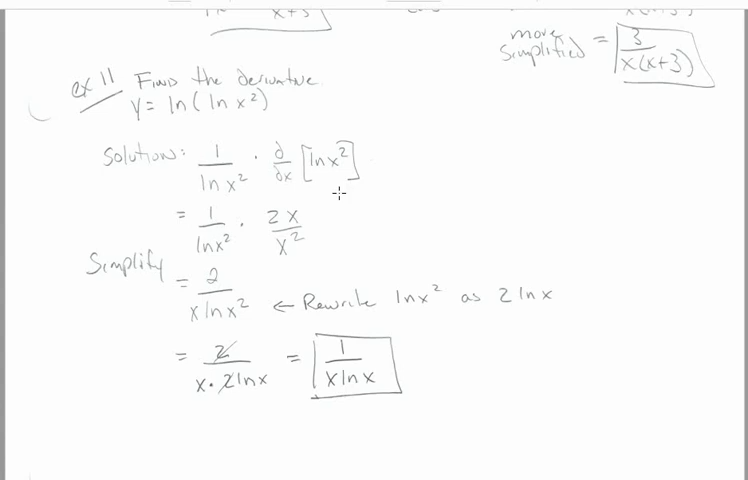 x+3
more
simplified = 3/x(x+3)
ex 11 Find the derivative.
y = ln(ln x²)
Solution: 1/ln x² · ∂/∂x [ln x²]
= 1/ln x² · 2x/x²
Simplify
= 2/x ln x² ← Rewrite ln x² as 2 ln x
= 2/x · 2 ln x = 1/x ln x